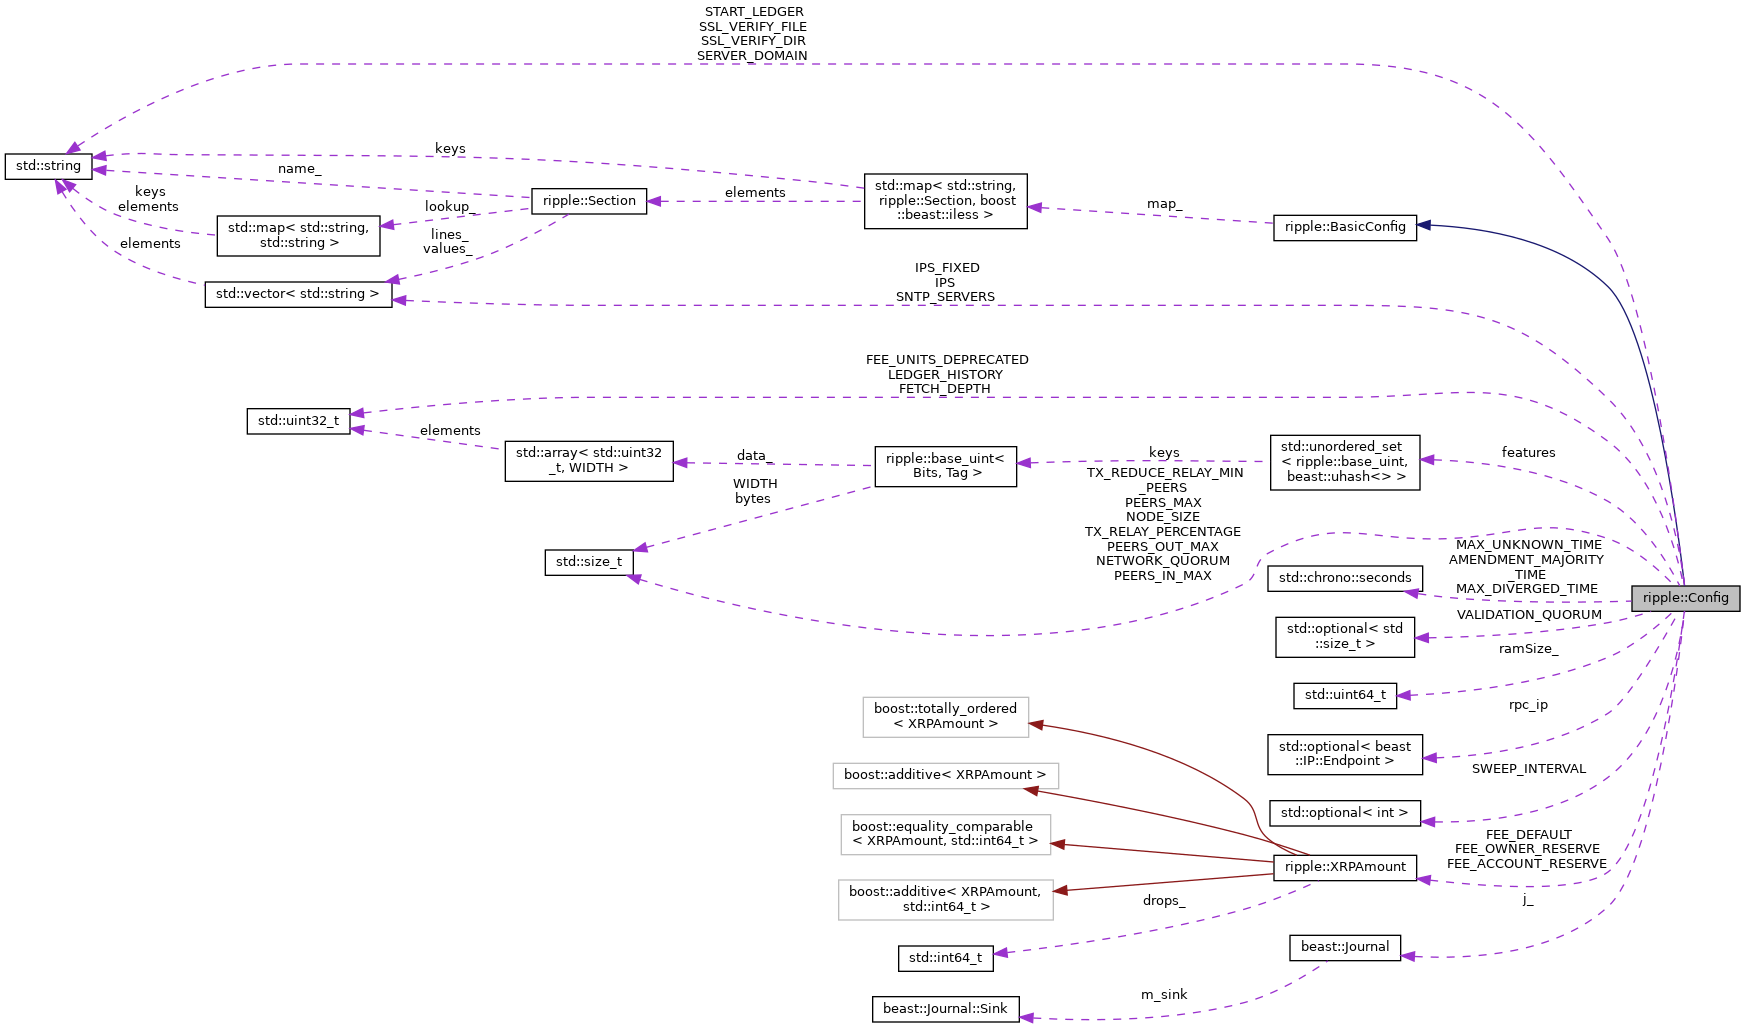 START_LEDGER
SSL_VERIFY_FILE
SSL_VERIFY_DIR
SERVER_DOMAIN
keys
std::string
name_
keys
elements
lookup_
ripple::Section
elements
std::map< std::string,
ripple::Section, boost
::beast::iless >
map_
ripple::BasicConfig
std::map< std::string,
std::string >
elements
lines_
values_
std::vector< std::string >
IPS_FIXED
IPS
SNTP_SERVERS
FEE_UNITS_DEPRECATED
LEDGER_HISTORY
FETCH_DEPTH
std::uint32_t
elements
std::array< std::uint32
_t, WIDTH >
data_
WIDTH
bytes
ripple::base_uint<
Bits, Tag >
keys
std::unordered_set
< ripple::base_uint,
beast::uhash<> >
features
TX_REDUCE_RELAY_MIN
_PEERS
PEERS_MAX
NODE_SIZE
TX_RELAY_PERCENTAGE
PEERS_OUT_MAX
NETWORK_QUORUM
PEERS_IN_MAX
std::size_t
MAX_UNKNOWN_TIME
AMENDMENT_MAJORITY
_TIME
MAX_DIVERGED_TIME
std::chrono::seconds
ripple::Config
VALIDATION_QUORUM
std::optional< std
::size_t >
ramSize_
std::uint64_t
rpc_ip
std::optional< beast
::IP::Endpoint >
SWEEP_INTERVAL
std::optional< int >
boost::totally_ordered
< XRPAmount >
boost::additive< XRPAmount >
boost::equality_comparable
< XRPAmount, std::int64_t >
boost::additive< XRPAmount,
std::int64_t >
ripple::XRPAmount
FEE_DEFAULT
FEE_OWNER_RESERVE
FEE_ACCOUNT_RESERVE
drops_
j_
std::int64_t
beast::Journal
m_sink
beast::Journal::Sink